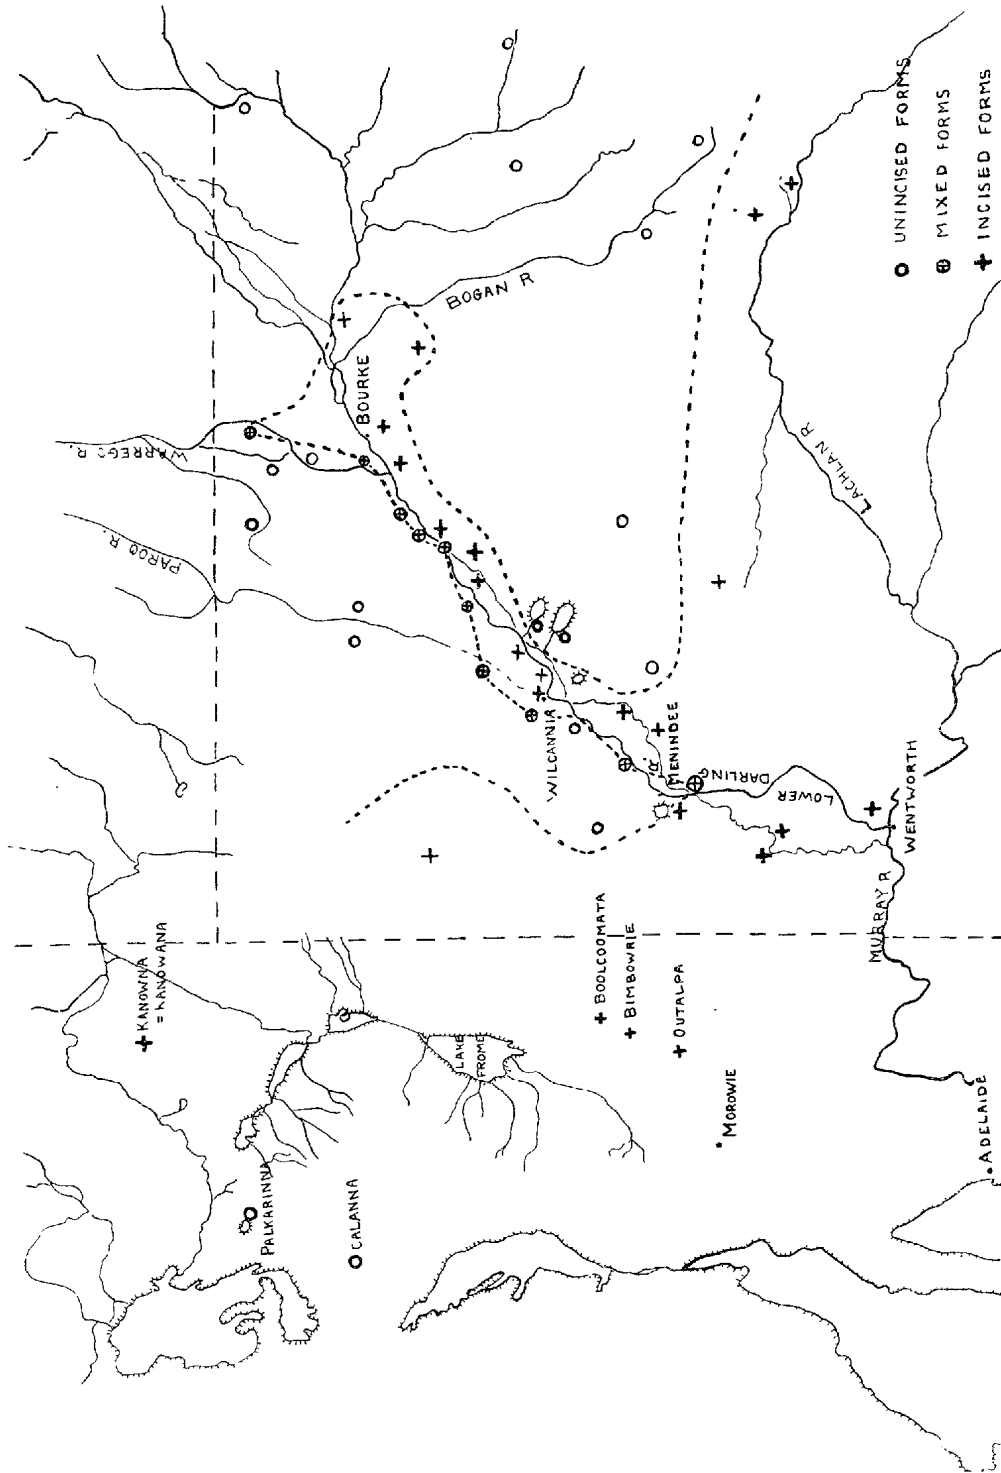 WARREGO R.
PAROO R.
BOURKE
BOGAN R
LACHLAN R
WILCANNIA
MENINDEE
LOWER
DARLING
R
WENTWORTH
MURRAY R
KANOWNA
= KANOWANA
BOOLCOOMATA
BIMBOWRIE
OUTALPA
LAKE
FROME
MOROWIE
PALKARINNA
CALANNA
ADELAIDE
UNINCISED FORMS
MIXED FORMS
INCISED FORMS